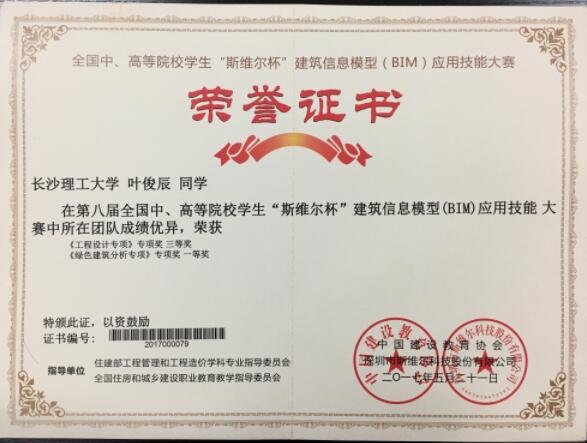 全国中、高等院校学生“斯维尔杯”建筑信息模型（BIM）应用技能大赛
荣誉证书
长沙理工大学 叶俊辰 同学
在第八届全国中、高等院校学生“斯维尔杯”建筑信息模型(BIM)应用技能 大
赛中所在团队成绩优异，荣获
《工程设计专项》专项奖 三等奖
《绿色建筑分析专项》专项奖 一等奖
特颁此证，以资鼓励
证书编号：
2017000079
指导单位
住建部工程管理和工程造价学科专业指导委员会
全国住房和城乡建设职业教育教学指导委员会
中国建设教育协会
深圳市斯维尔科技股份有限公司
二〇一七年五月二十一日